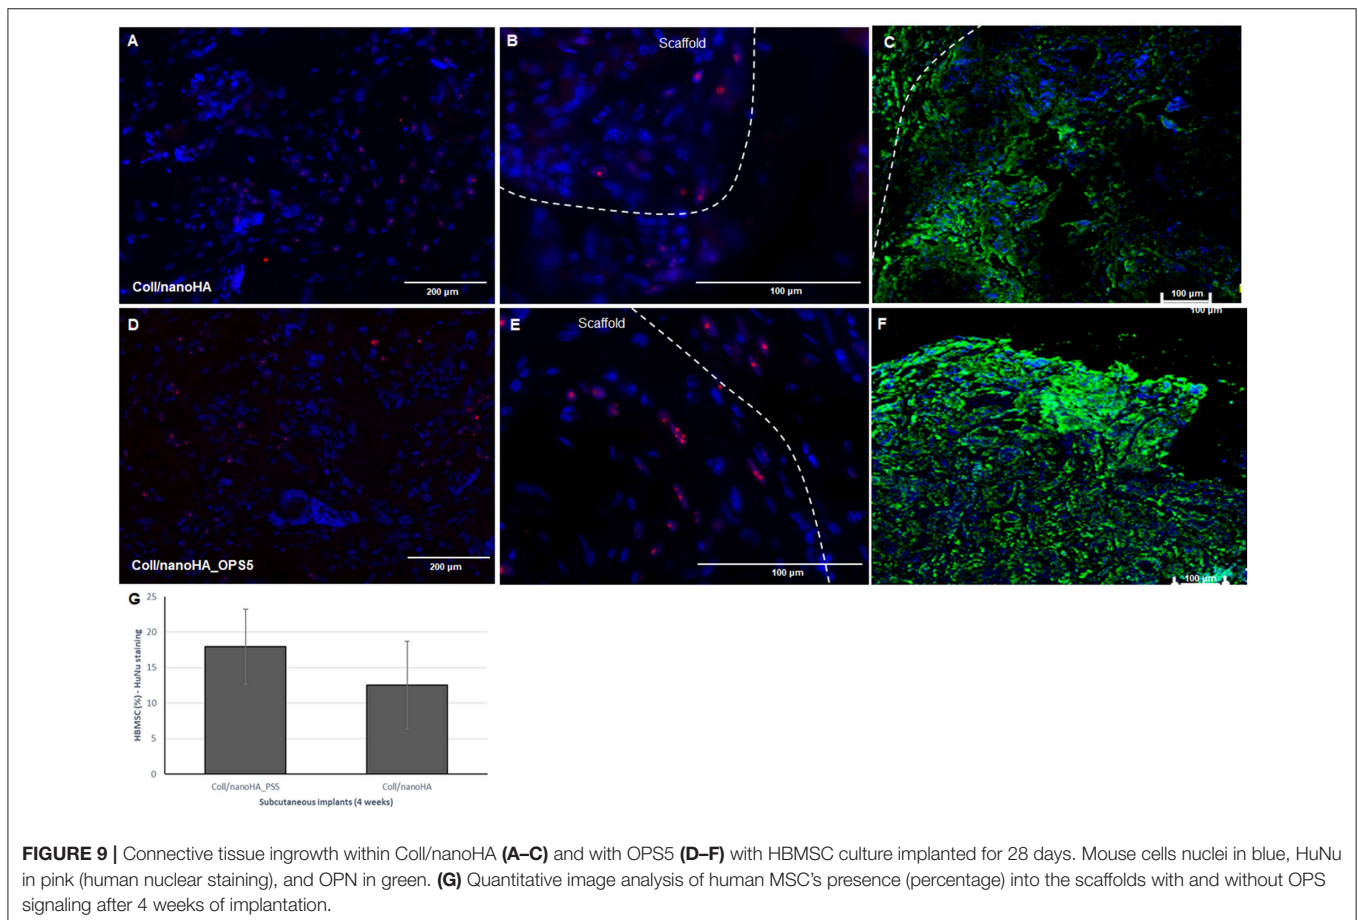 A
Coll/nanoHA
200 µm
B
Scaffold
100 µm
C
100 µm
100 µm
D
Coll/nanoHA_OPS5
200 µm
E
Scaffold
100 µm
F
100 µm
G
HBMSC (%) - HuNu staining
25
20
15
10
5
0
Coll/nanoHA_PS5
Coll/nanoHA
Subcutaneous implants (4 weeks)
FIGURE 9 | Connective tissue ingrowth within Coll/nanoHA (A–C) and with OPS5 (D–F) with HBMSC culture implanted for 28 days. Mouse cells nuclei in blue, HuNu
in pink (human nuclear staining), and OPN in green. (G) Quantitative image analysis of human MSC's presence (percentage) into the scaffolds with and without OPS
signaling after 4 weeks of implantation.